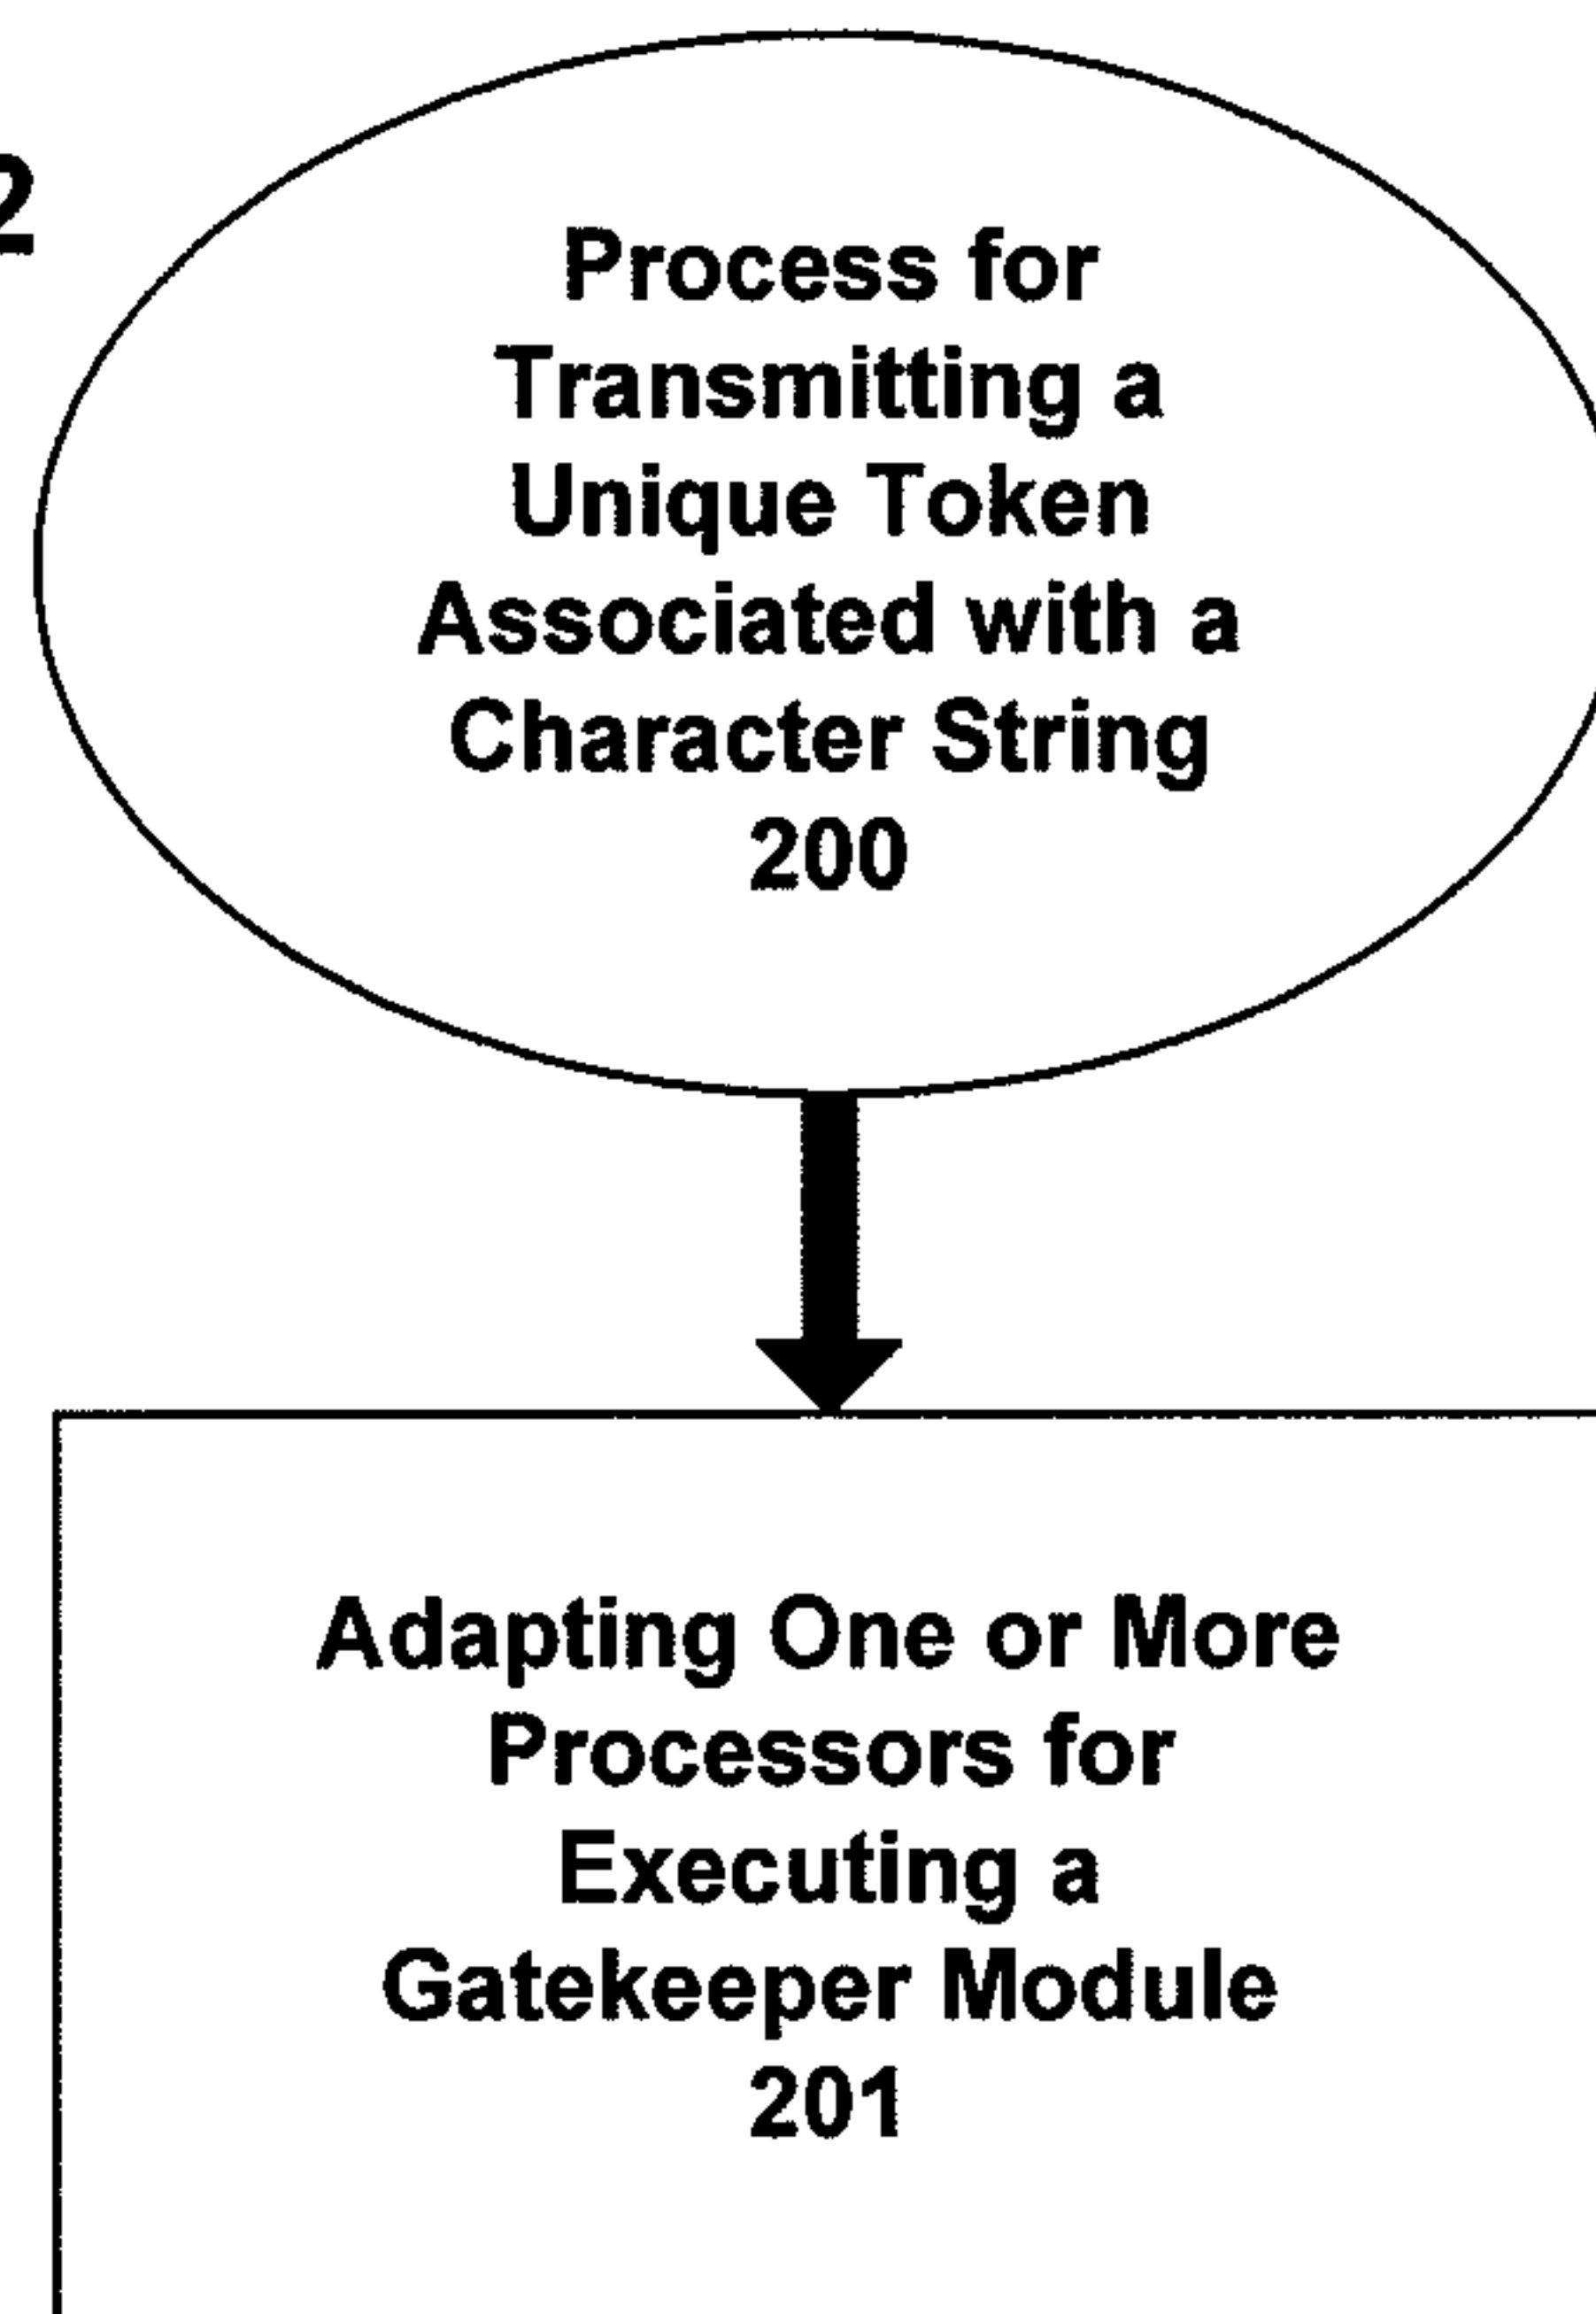 2
Process for
Transmitting a
Unique Token
Associated with a
Character String
200
Adapting One or More
Processors for
Executing a
Gatekeeper Module
201